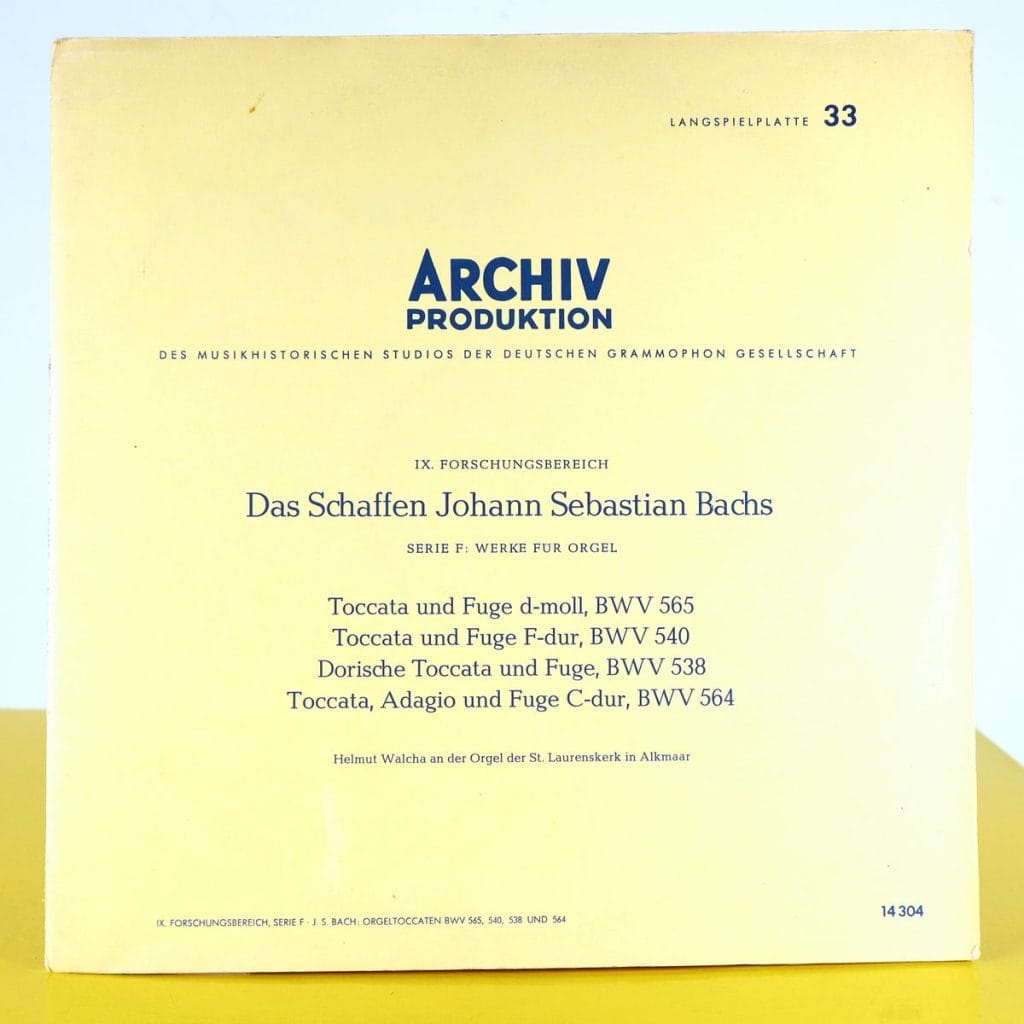 LANGSPIELPLATTE 33
ARCHIV
PRODUKTION
DES MUSIKHISTORISCHEN STUDIOS DER DEUTSCHEN GRAMMOPHON GESELLSCHAFT
IX. FORSCHUNGSBEREICH
Das Schaffen Johann Sebastian Bachs
SERIE F: WERKE FÜR ORGEL
Toccata und Fuge d-moll, BWV 565
Toccata und Fuge F-dur, BWV 540
Dorische Toccata und Fuge, BWV 538
Toccata, Adagio und Fuge C-dur, BWV 564
Helmut Walcha an der Orgel der St. Laurenskerk in Alkmaar
IX. FORSCHUNGSBEREICH, SERIE F · J. S. BACH: ORGELTOCCATEN BWV 565, 540, 538 UND 564
14 304